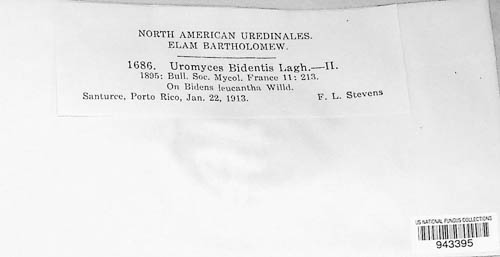 NORTH AMERICAN UREDINALES.
ELAM BARTHOLOMEW.
1686. Uromyces Bidentis Lagh.—II.
1895: Bull. Soc. Mycol. France 11: 213.
On Bidens leucantha Willd.
Santurce, Porto Rico, Jan. 22, 1913. F. L. Stevens
US NATIONAL FUNGUS COLLECTIONS
943395